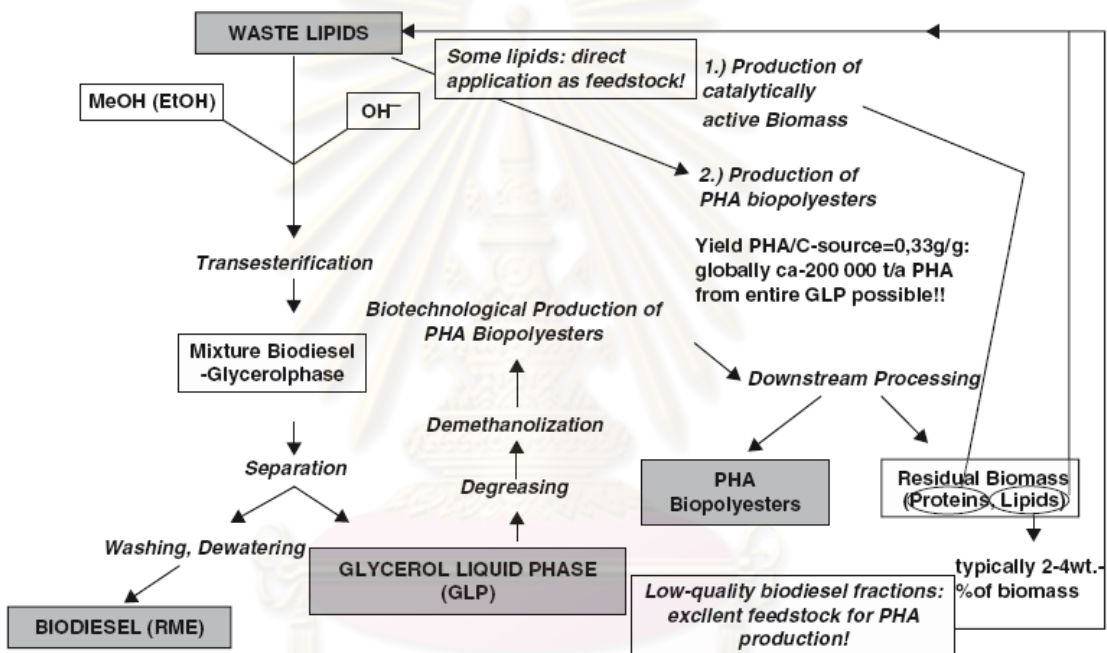 WASTE LIPIDS
Some lipids: direct
application as feedstock!
1.) Production of
catalytically
active Biomass
MeOH (EtOH)
OH⁻
2.) Production of
PHA biopolyesters
Yield PHA/C-source=0,33g/g:
globally ca-200 000 t/a PHA
from entire GLP possible!!
Transesterification
Biotechnological Production of
PHA Biopolyesters
Mixture Biodiesel
-Glycerolphase
Downstream Processing
Demethanolization
Separation
Degreasing
PHA
Biopolyesters
Residual Biomass
(Proteins, Lipids)
Washing, Dewatering
GLYCEROL LIQUID PHASE
(GLP)
typically 2-4wt.-
%of biomass
Low-quality biodiesel fractions:
excllent feedstock for PHA
production!
BIODIESEL (RME)